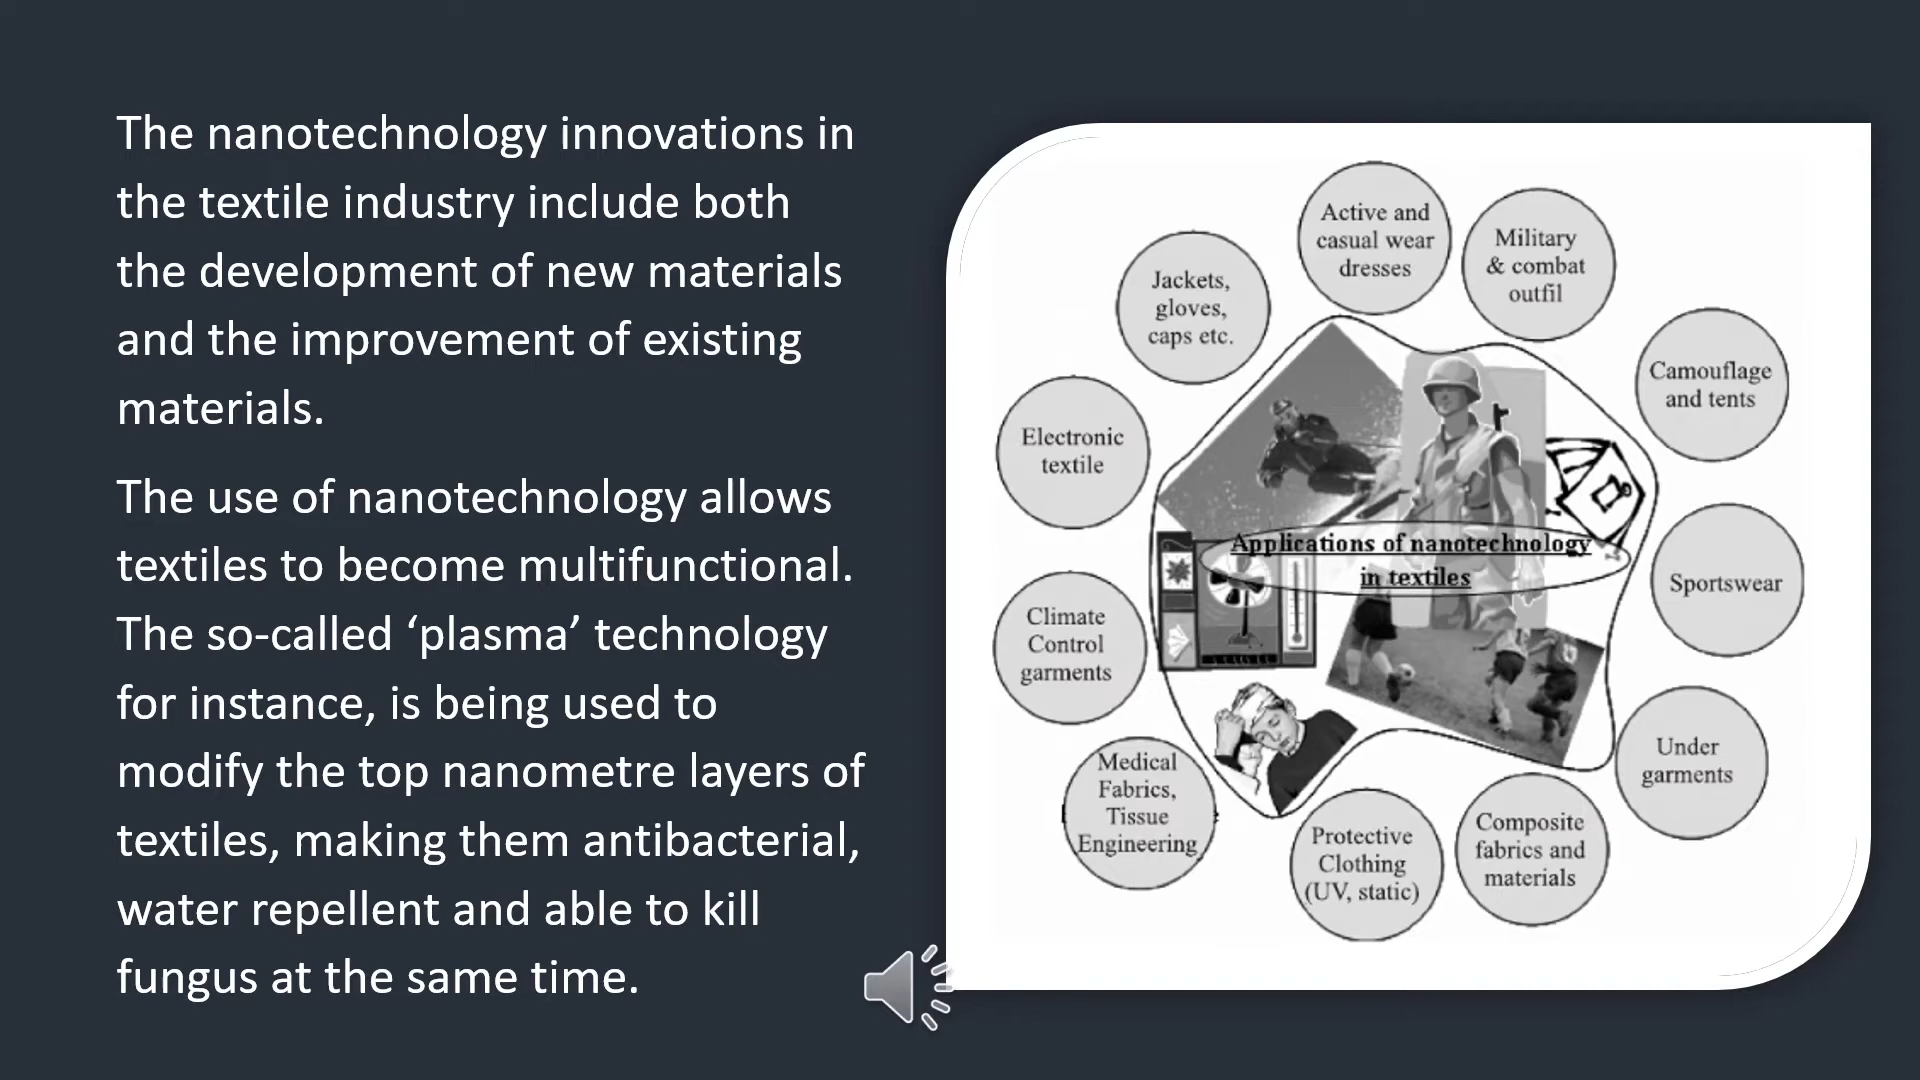 The nanotechnology innovations in
the textile industry include both
the development of new materials
and the improvement of existing
materials.
The use of nanotechnology allows
textiles to become multifunctional.
The so-called ‘plasma’ technology
for instance, is being used to
modify the top nanometre layers of
textiles, making them antibacterial,
water repellent and able to kill
fungus at the same time.
Active and
casual wear
dresses
Military
& combat
outfil
Jackets,
gloves,
caps etc.
Camouflage
and tents
Electronic
textile
Applications of nanotechnology
in textiles
Sportswear
Climate
Control
garments
Under
garments
Medical
Fabrics,
Tissue
Engineering
Protective
Clothing
(UV, static)
Composite
fabrics and
materials